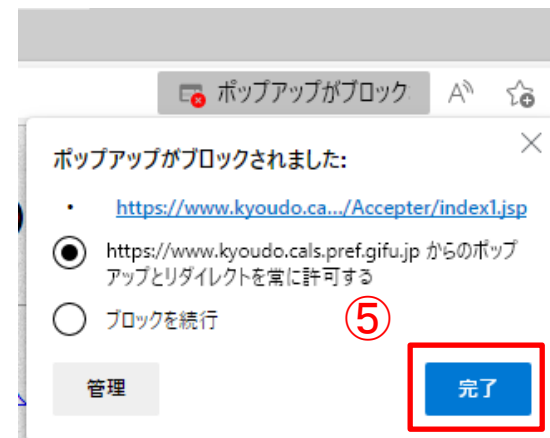 ポップアップがブロック
A
ポップアップがブロックされました:
• https://www.kyoudo.ca.../Accepter/index1.jsp
https://www.kyoudo.cals.pref.gifu.jp からのポップ
アップとリダイレクトを常に許可する
ブロックを続行
⑤
管理
完了